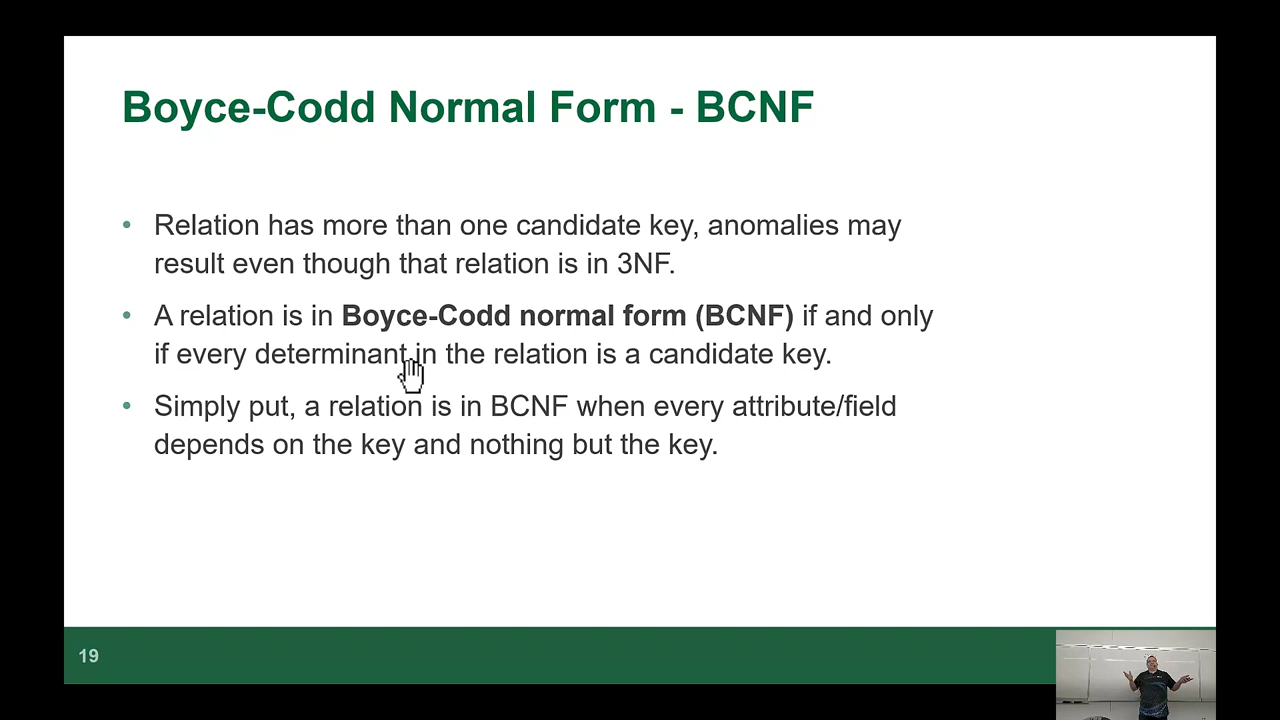 Boyce-Codd Normal Form - BCNF
• Relation has more than one candidate key, anomalies may
result even though that relation is in 3NF.
• A relation is in Boyce-Codd normal form (BCNF) if and only
if every determinant in the relation is a candidate key.
• Simply put, a relation is in BCNF when every attribute/field
depends on the key and nothing but the key.
19